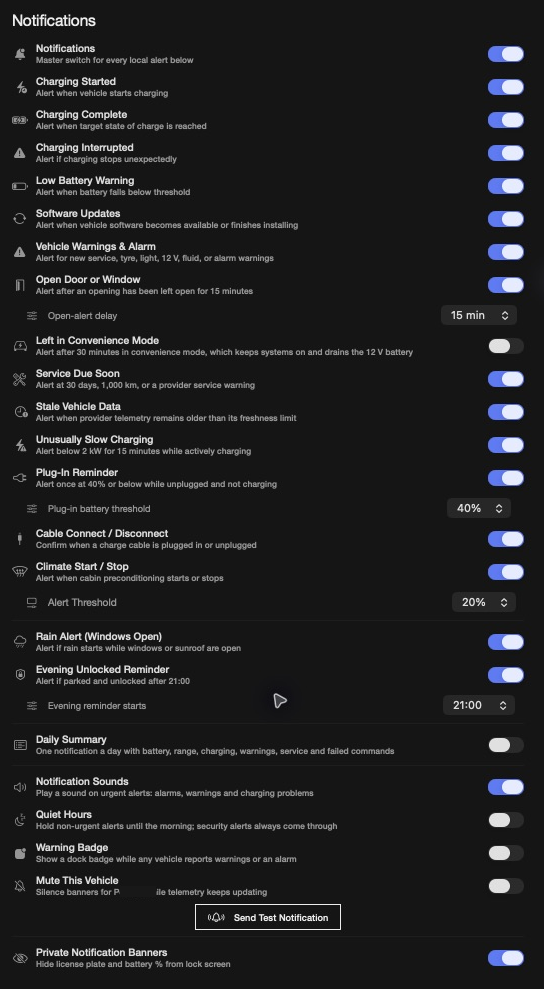 Notifications
Notifications
Master switch for every local alert below
Charging Started
Alert when vehicle starts charging
Charging Complete
Alert when target state of charge is reached
Charging Interrupted
Alert if charging stops unexpectedly
Low Battery Warning
Alert when battery falls below threshold
Software Updates
Alert when vehicle software becomes available or finishes installing
Vehicle Warnings & Alarm
Alert for new service, tyre, light, 12 V, fluid, or alarm warnings
Open Door or Window
Alert after an opening has been left open for 15 minutes
Open-alert delay 15 min
Left in Convenience Mode
Alert after 30 minutes in convenience mode, which keeps systems on and drains the 12 V battery
Service Due Soon
Alert at 30 days, 1,000 km, or a provider service warning
Stale Vehicle Data
Alert when provider telemetry remains older than its freshness limit
Unusually Slow Charging
Alert below 2 kW for 15 minutes while actively charging
Plug-In Reminder
Alert once at 40% or below while unplugged and not charging
Plug-in battery threshold 40%
Cable Connect / Disconnect
Confirm when a charge cable is plugged in or unplugged
Climate Start / Stop
Alert when cabin preconditioning starts or stops
Alert Threshold 20%
Rain Alert (Windows Open)
Alert if rain starts while windows or sunroof are open
Evening Unlocked Reminder
Alert if parked and unlocked after 21:00
Evening reminder starts 21:00
Daily Summary
One notification a day with battery, range, charging, warnings, service and failed commands
Notification Sounds
Play a sound on urgent alerts: alarms, warnings and charging problems
Quiet Hours
Hold non-urgent alerts until the morning; security alerts always come through
Warning Badge
Show a dock badge while any vehicle reports warnings or an alarm
Mute This Vehicle
Silence banners for telemetry keeps updating
Send Test Notification
Private Notification Banners
Hide license plate and battery % from lock screen